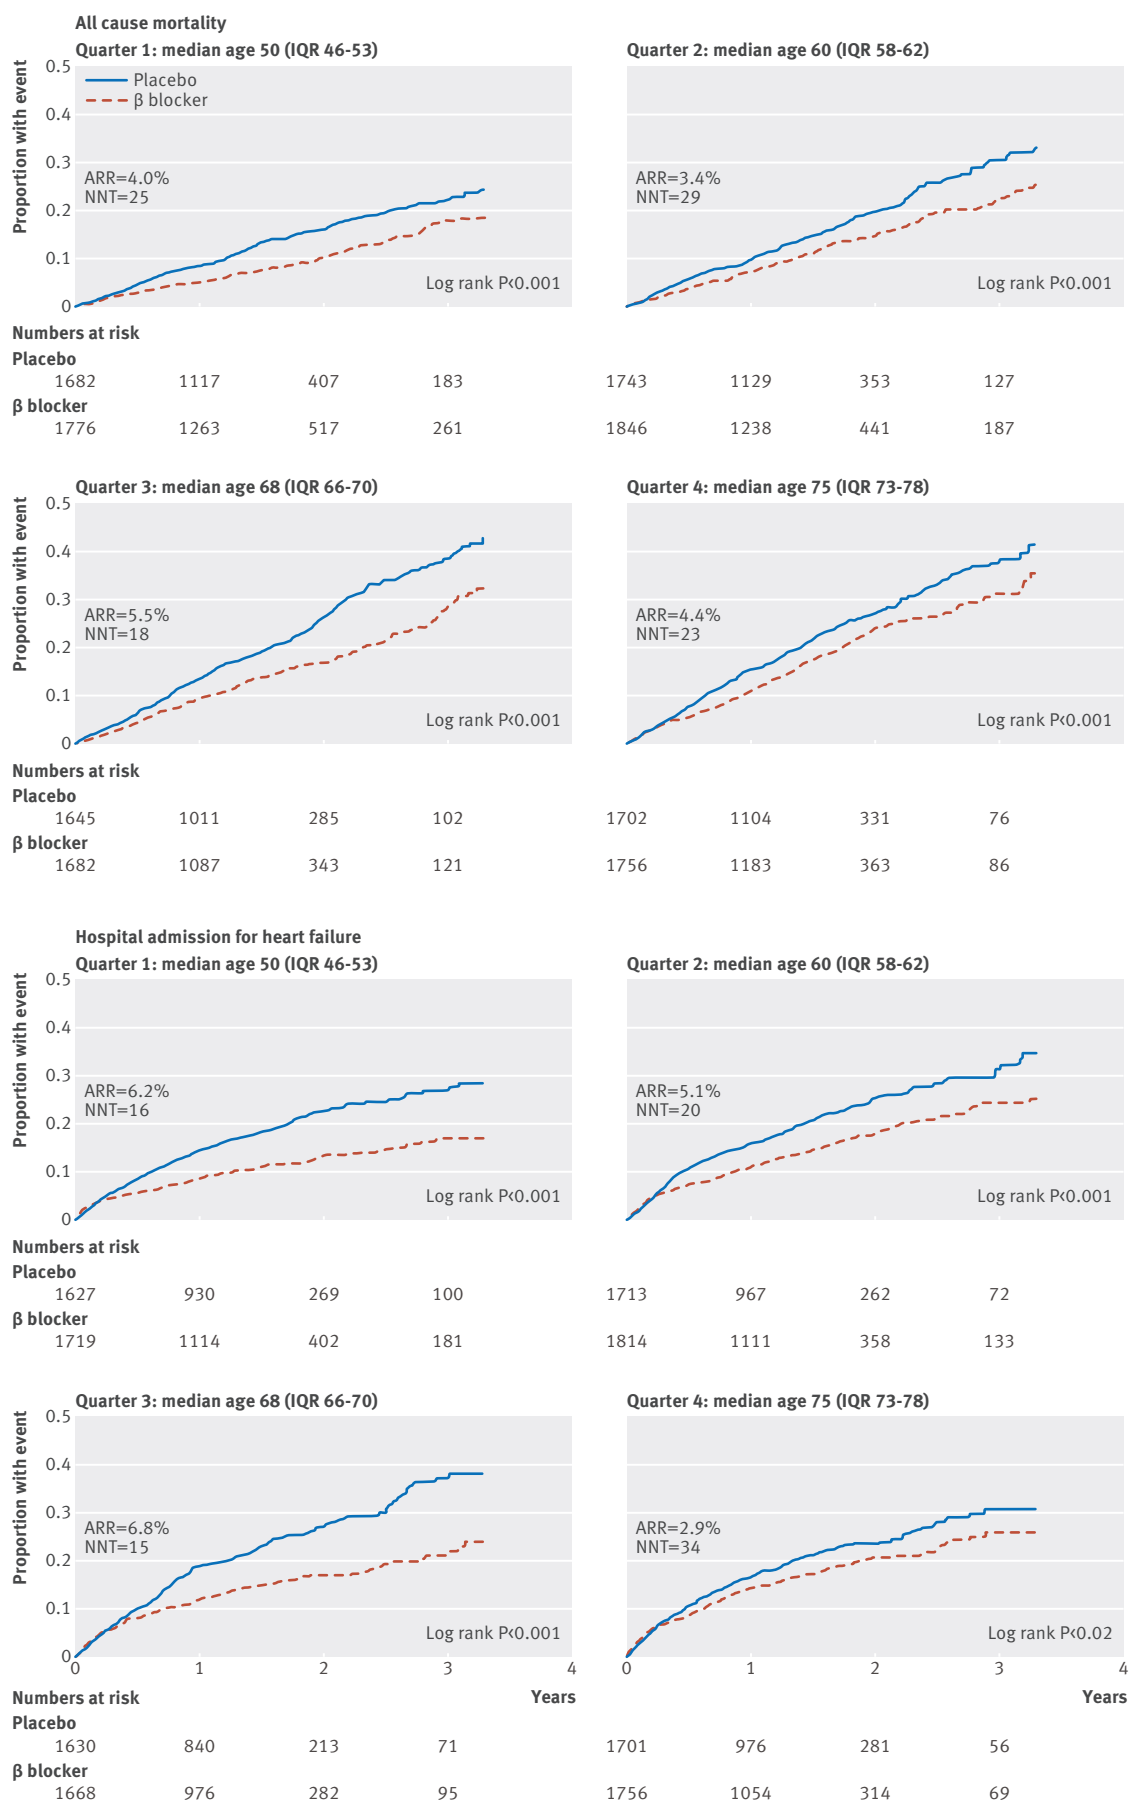 All cause mortality
Quarter 1: median age 50 (IQR 46-53)
Proportion with event
0.5
0.4
0.3
0.2
0.1
0
Placebo
β blocker
ARR=4.0%
NNT=25
Log rank P<0.001
Quarter 2: median age 60 (IQR 58-62)
ARR=3.4%
NNT=29
Log rank P<0.001
Numbers at risk
Placebo
1682 1117 407 183 1743 1129 353 127
β blocker
1776 1263 517 261 1846 1238 441 187
Quarter 3: median age 68 (IQR 66-70)
Proportion with event
0.5
0.4
0.3
0.2
0.1
0
ARR=5.5%
NNT=18
Log rank P<0.001
Quarter 4: median age 75 (IQR 73-78)
ARR=4.4%
NNT=23
Log rank P<0.001
Numbers at risk
Placebo
1645 1011 285 102 1702 1104 331 76
β blocker
1682 1087 343 121 1756 1183 363 86
Hospital admission for heart failure
Quarter 1: median age 50 (IQR 46-53)
Proportion with event
0.5
0.4
0.3
0.2
0.1
0
ARR=6.2%
NNT=16
Log rank P<0.001
Quarter 2: median age 60 (IQR 58-62)
ARR=5.1%
NNT=20
Log rank P<0.001
Numbers at risk
Placebo
1627 930 269 100 1713 967 262 72
β blocker
1719 1114 402 181 1814 1111 358 133
Quarter 3: median age 68 (IQR 66-70)
Proportion with event
0.5
0.4
0.3
0.2
0.1
0
ARR=6.8%
NNT=15
Log rank P<0.001
0 1 2 3 4
Years
Quarter 4: median age 75 (IQR 73-78)
ARR=2.9%
NNT=34
Log rank P<0.02
0 1 2 3 4
Years
Numbers at risk
Placebo
1630 840 213 71 1701 976 281 56
β blocker
1668 976 282 95 1756 1054 314 69